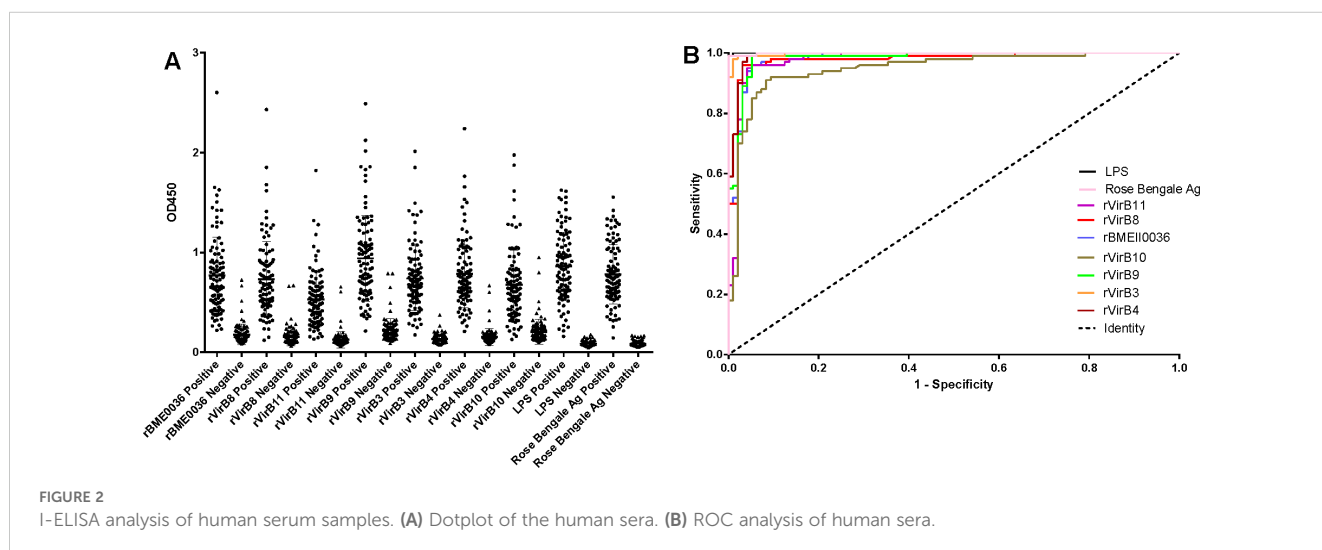 A
3
2
1
0
OD450
rBME0036 Positive
rBME0036 Negative
rVirB8 Positive
rVirB8 Negative
rVirB11 Positive
rVirB11 Negative
rVirB9 Positive
rVirB9 Negative
rVirB3 Positive
rVirB3 Negative
rVirB4 Positive
rVirB4 Negative
rVirB10 Positive
rVirB10 Negative
LPS Positive
LPS Negative
Rose Bengale Ag Positive
Rose Bengale Ag Negative
B
1.0
0.8
0.6
0.4
0.2
0.0
Sensitivity
0.0 0.2 0.4 0.6 0.8 1.0
1 - Specificity
LPS
Rose Bengale Ag
rVirB11
rVirB8
rBMEII0036
rVirB10
rVirB9
rVirB3
rVirB4
Identity
FIGURE 2
I-ELISA analysis of human serum samples. (A) Dotplot of the human sera. (B) ROC analysis of human sera.